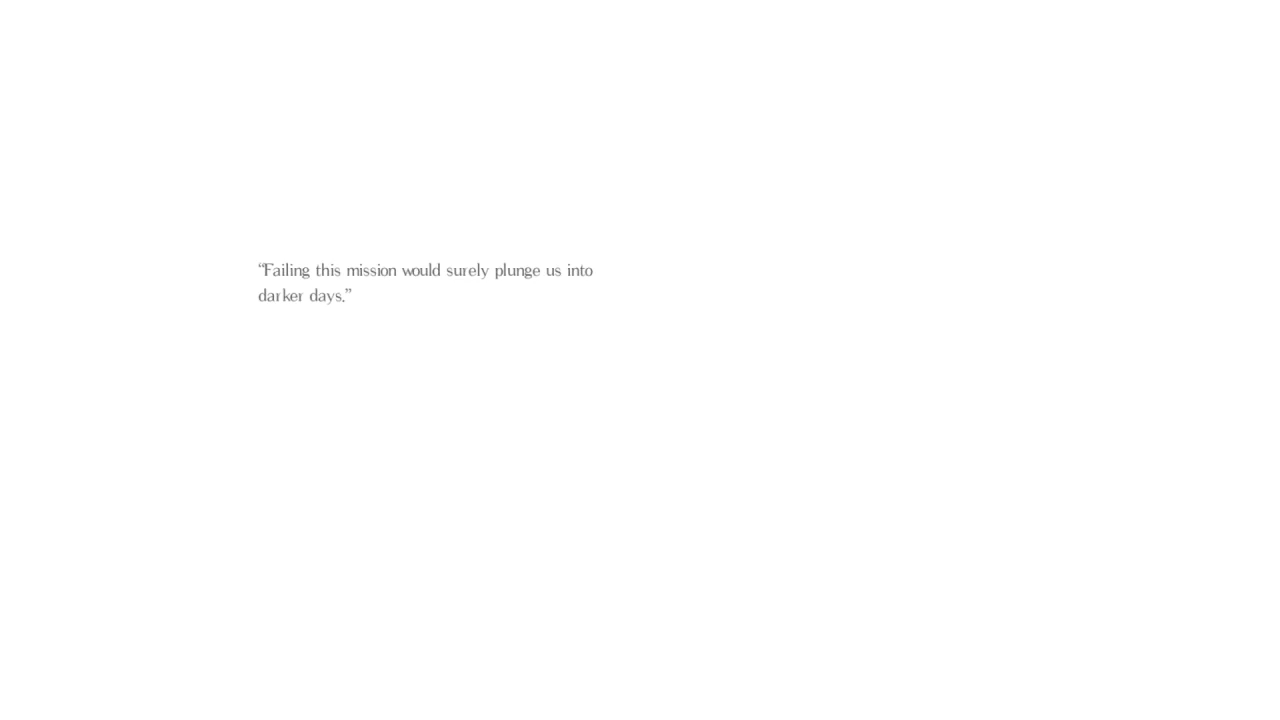 “Failing this mission would surely plunge us into
darker days.”